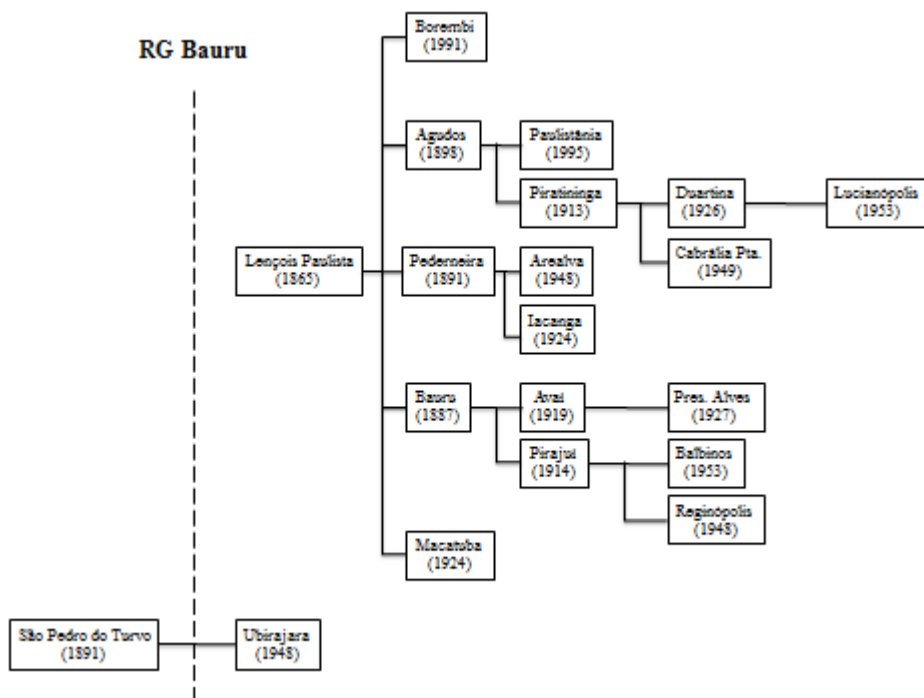 RG Bauru
Borembi
(1991)
Agudos
(1898)
Paulistânia
(1995)
Piratininga
(1913)
Duartina
(1926)
Lucianópolis
(1953)
Cabrália Pta.
(1949)
Lençois Paulista
(1865)
Pederneira
(1891)
Arealva
(1948)
Iacanga
(1924)
Bauru
(1887)
Avaí
(1919)
Pres. Alves
(1927)
Pirajuí
(1914)
Balbinos
(1953)
Reginópolis
(1948)
Macatuba
(1924)
São Pedro do Turvo
(1891)
Ubirajara
(1948)